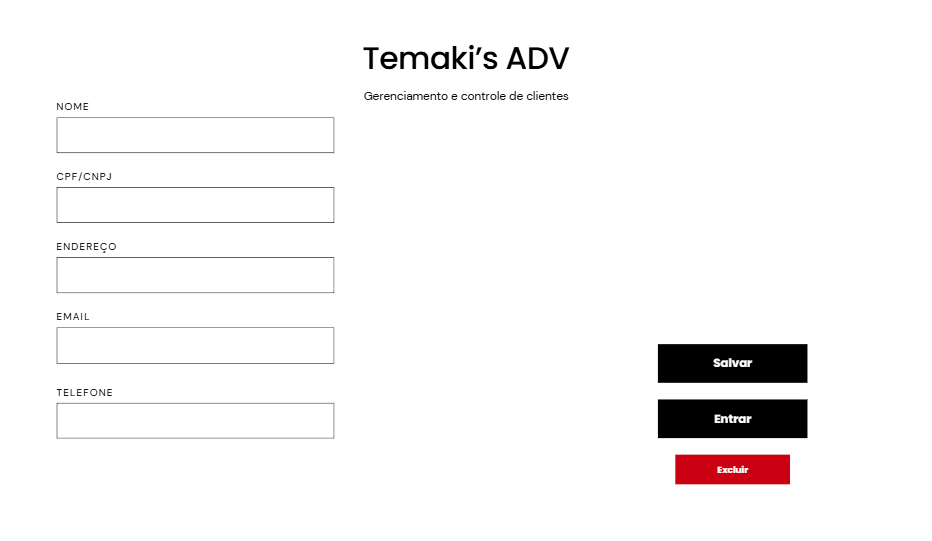 Temaki’s ADV
Gerenciamento e controle de clientes
NOME
CPF/CNPJ
ENDEREÇO
EMAIL
TELEFONE
Salvar
Entrar
Excluir